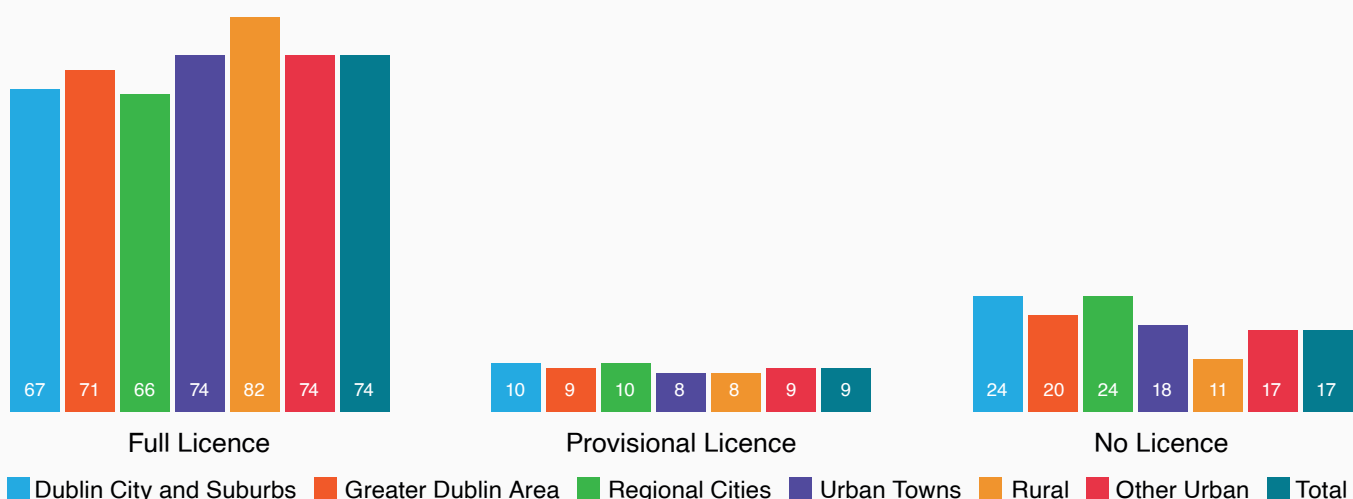 67 71 66 74 82 74 74
10 9 10 8 8 9 9
24 20 24 18 11 17 17
Full Licence
Provisional Licence
No Licence
Dublin City and Suburbs Greater Dublin Area Regional Cities Urban Towns Rural Other Urban Total